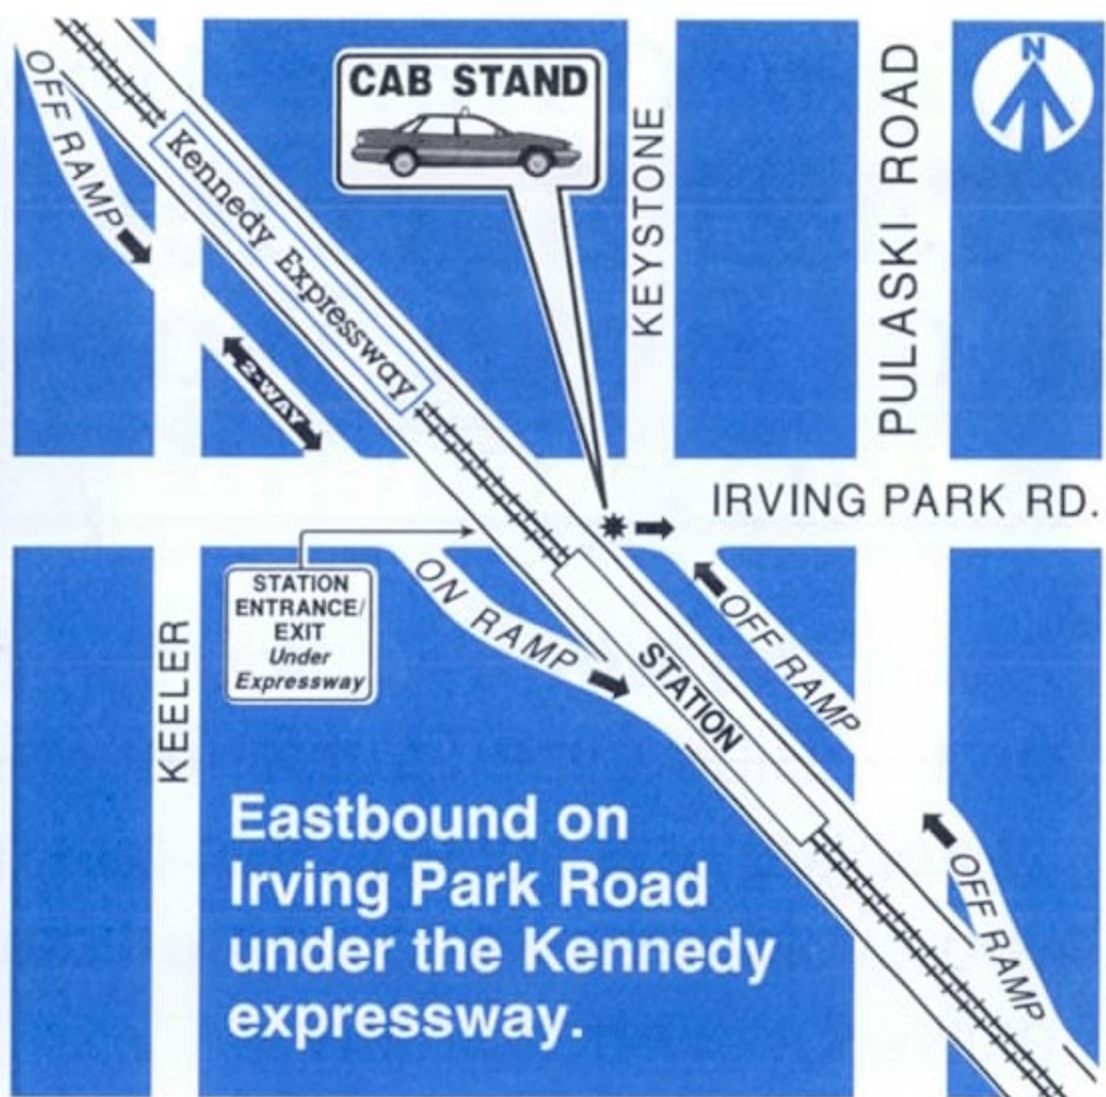 N
CAB STAND
OFF RAMP
Kennedy Expressway
KEYSTONE
PULASKI ROAD
2-WAY
IRVING PARK RD.
STATION
ENTRANCE/
EXIT
Under
Expressway
ON RAMP
OFF RAMP
STATION
KEELER
OFF RAMP
Eastbound on
Irving Park Road
under the Kennedy
expressway.